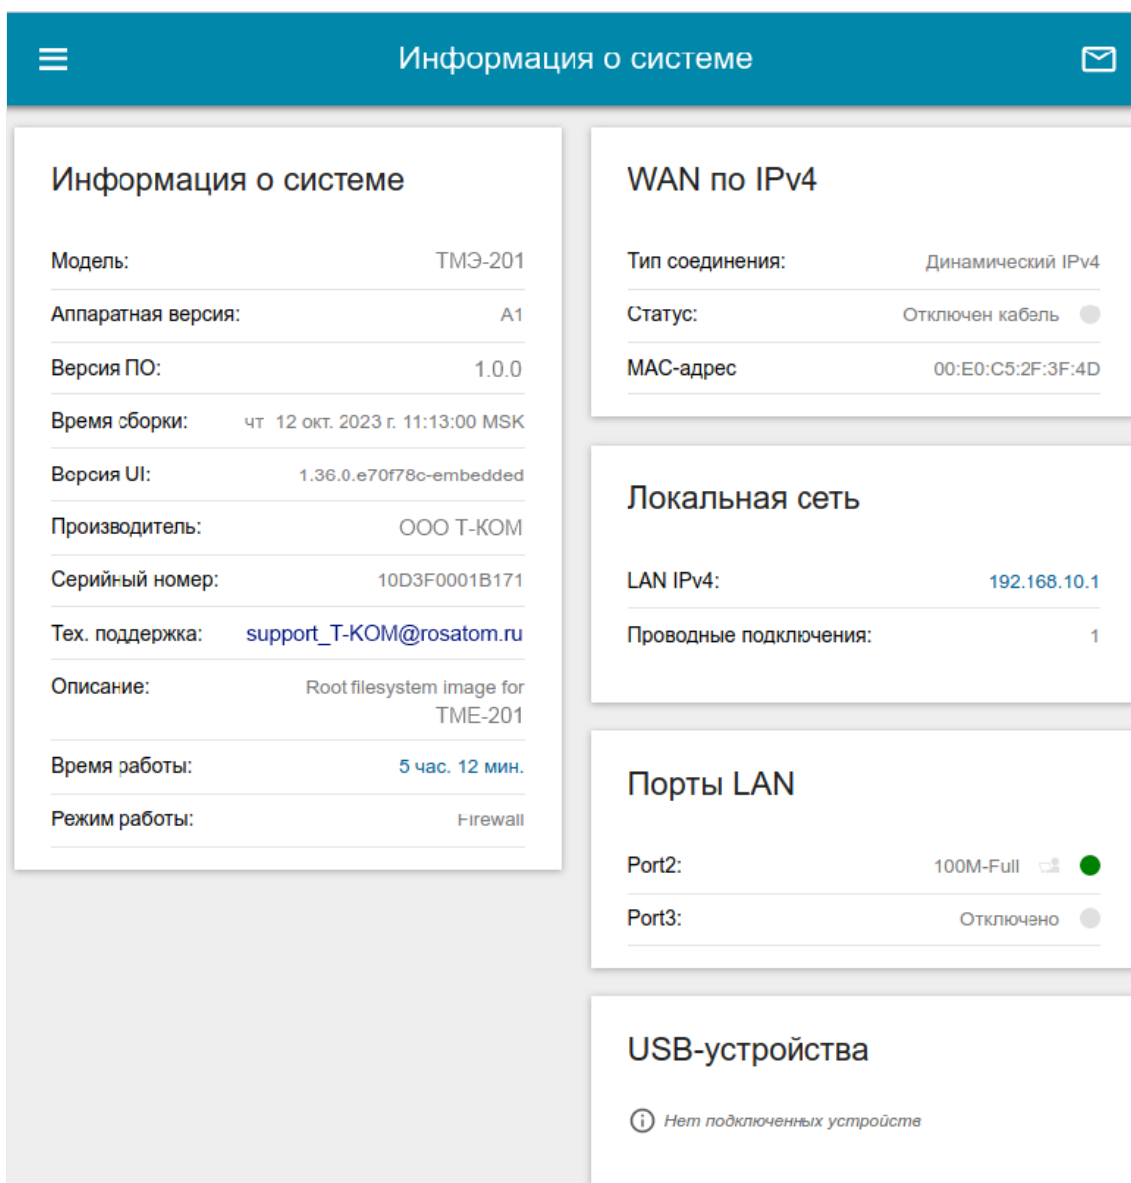 Информация о системе
Информация о системе
Модель: ТМЭ-201
Аппаратная версия: A1
Версия ПО: 1.0.0
Время сборки: чт 12 окт. 2023 г. 11:13:00 MSK
Версия UI: 1.36.0.e70f78c-embedded
Производитель: ООО Т-КОМ
Серийный номер: 10D3F0001B171
Тех. поддержка: support_T-KOM@rosatom.ru
Описание: Root filesystem image for
TME-201
Время работы: 5 час. 12 мин.
Режим работы: Firewall
WAN по IPv4
Тип соединения: Динамический IPv4
Статус: Отключен кабель
MAC-адрес 00:E0:C5:2F:3F:4D
Локальная сеть
LAN IPv4: 192.168.10.1
Проводные подключения: 1
Порты LAN
Port2: 100M-Full
Port3: Отключено
USB-устройства
Нет подключенных устройств